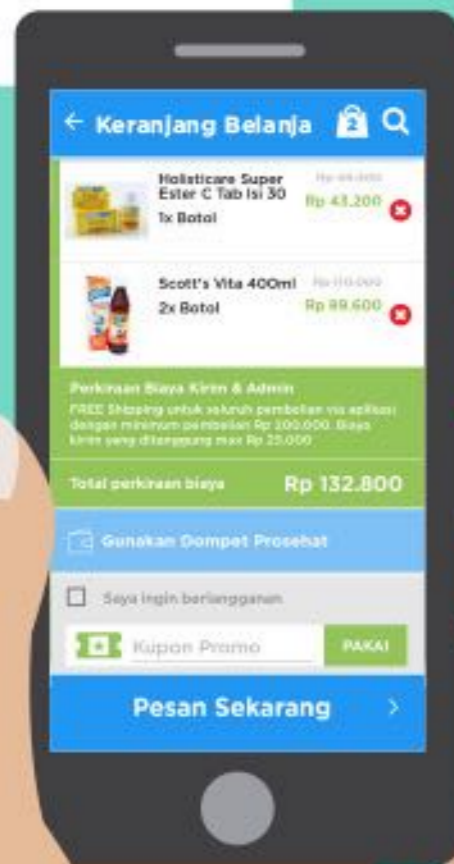 Keranjang Belanja 2
Holisticare Super
Ester C Tab Isi 30
Rp 43.200
1x Botol
Scott's Vita 400ml
Rp 110.000
2x Botol
Rp 89.600
Perkiraan Biaya Kirim & Admin
FREE Shipping untuk seluruh pembelian via aplikasi
dengan minimum pembelian Rp 200.000. Biaya
kirim yang ditanggung max Rp 25.000
Total perkiraan biaya Rp 132.800
Gunakan Dompet Prosehat
Saya ingin berlangganan
Kupon Promo PAKAI
Pesan Sekarang